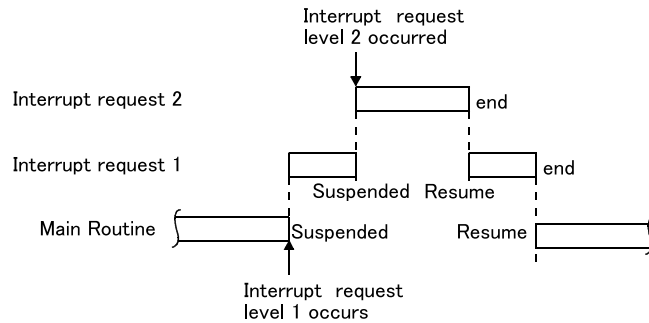 Interrupt request
level 2 occurred
Interrupt request 2
end
Interrupt request 1
end
Suspended Resume
Main Routine
Suspended
Resume
Interrupt request
level 1 occurs